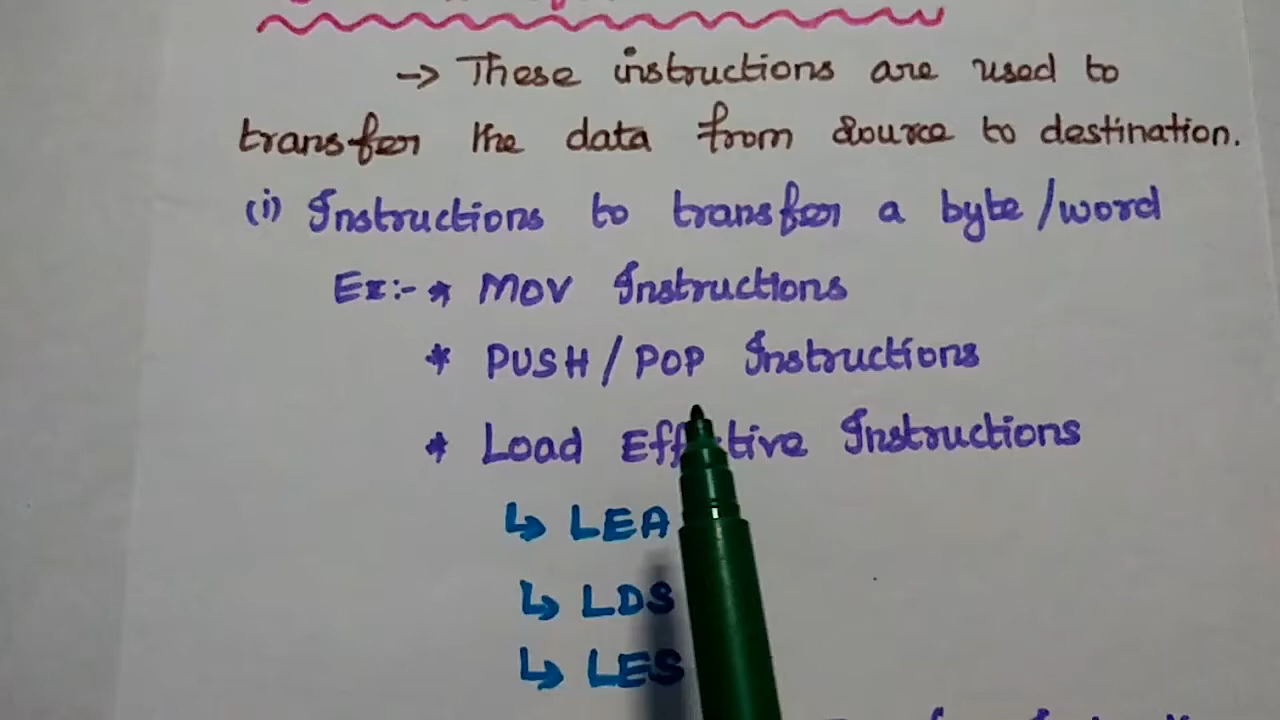 → These instructions are used to
transfer the data from source to destination.
(i) Instructions to transfer a byte/word
Ex:- * MOV Instructions
* PUSH/POP Instructions
* Load Instructions
↳ LEA
↳ LDS
↳ LES